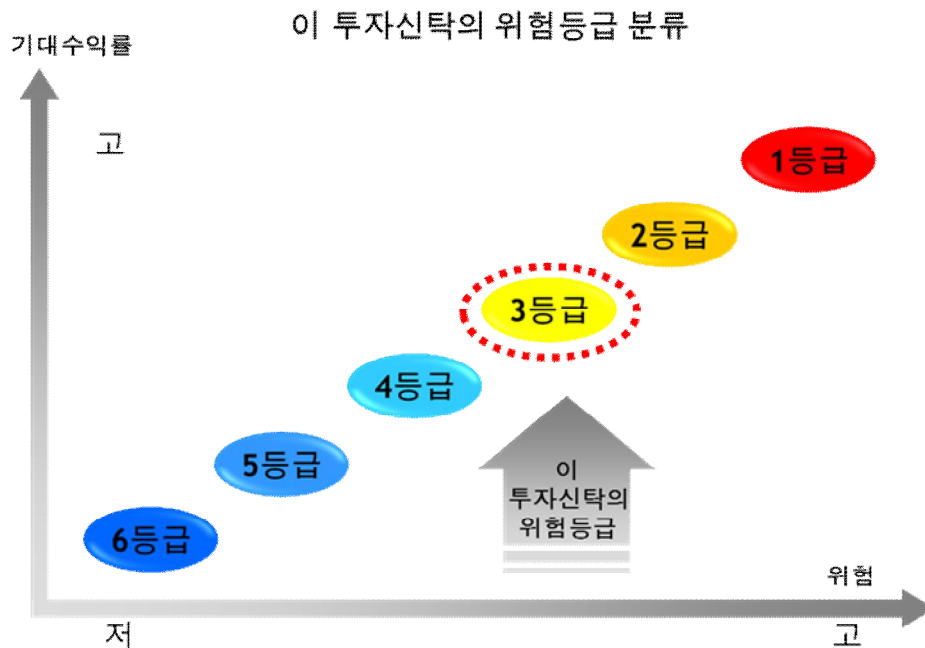 이 투자신탁의 위험등급 분류
기대수익률
고
1등급
2등급
3등급
4등급
5등급
6등급
이
투자신탁의
위험등급
위험
저
고